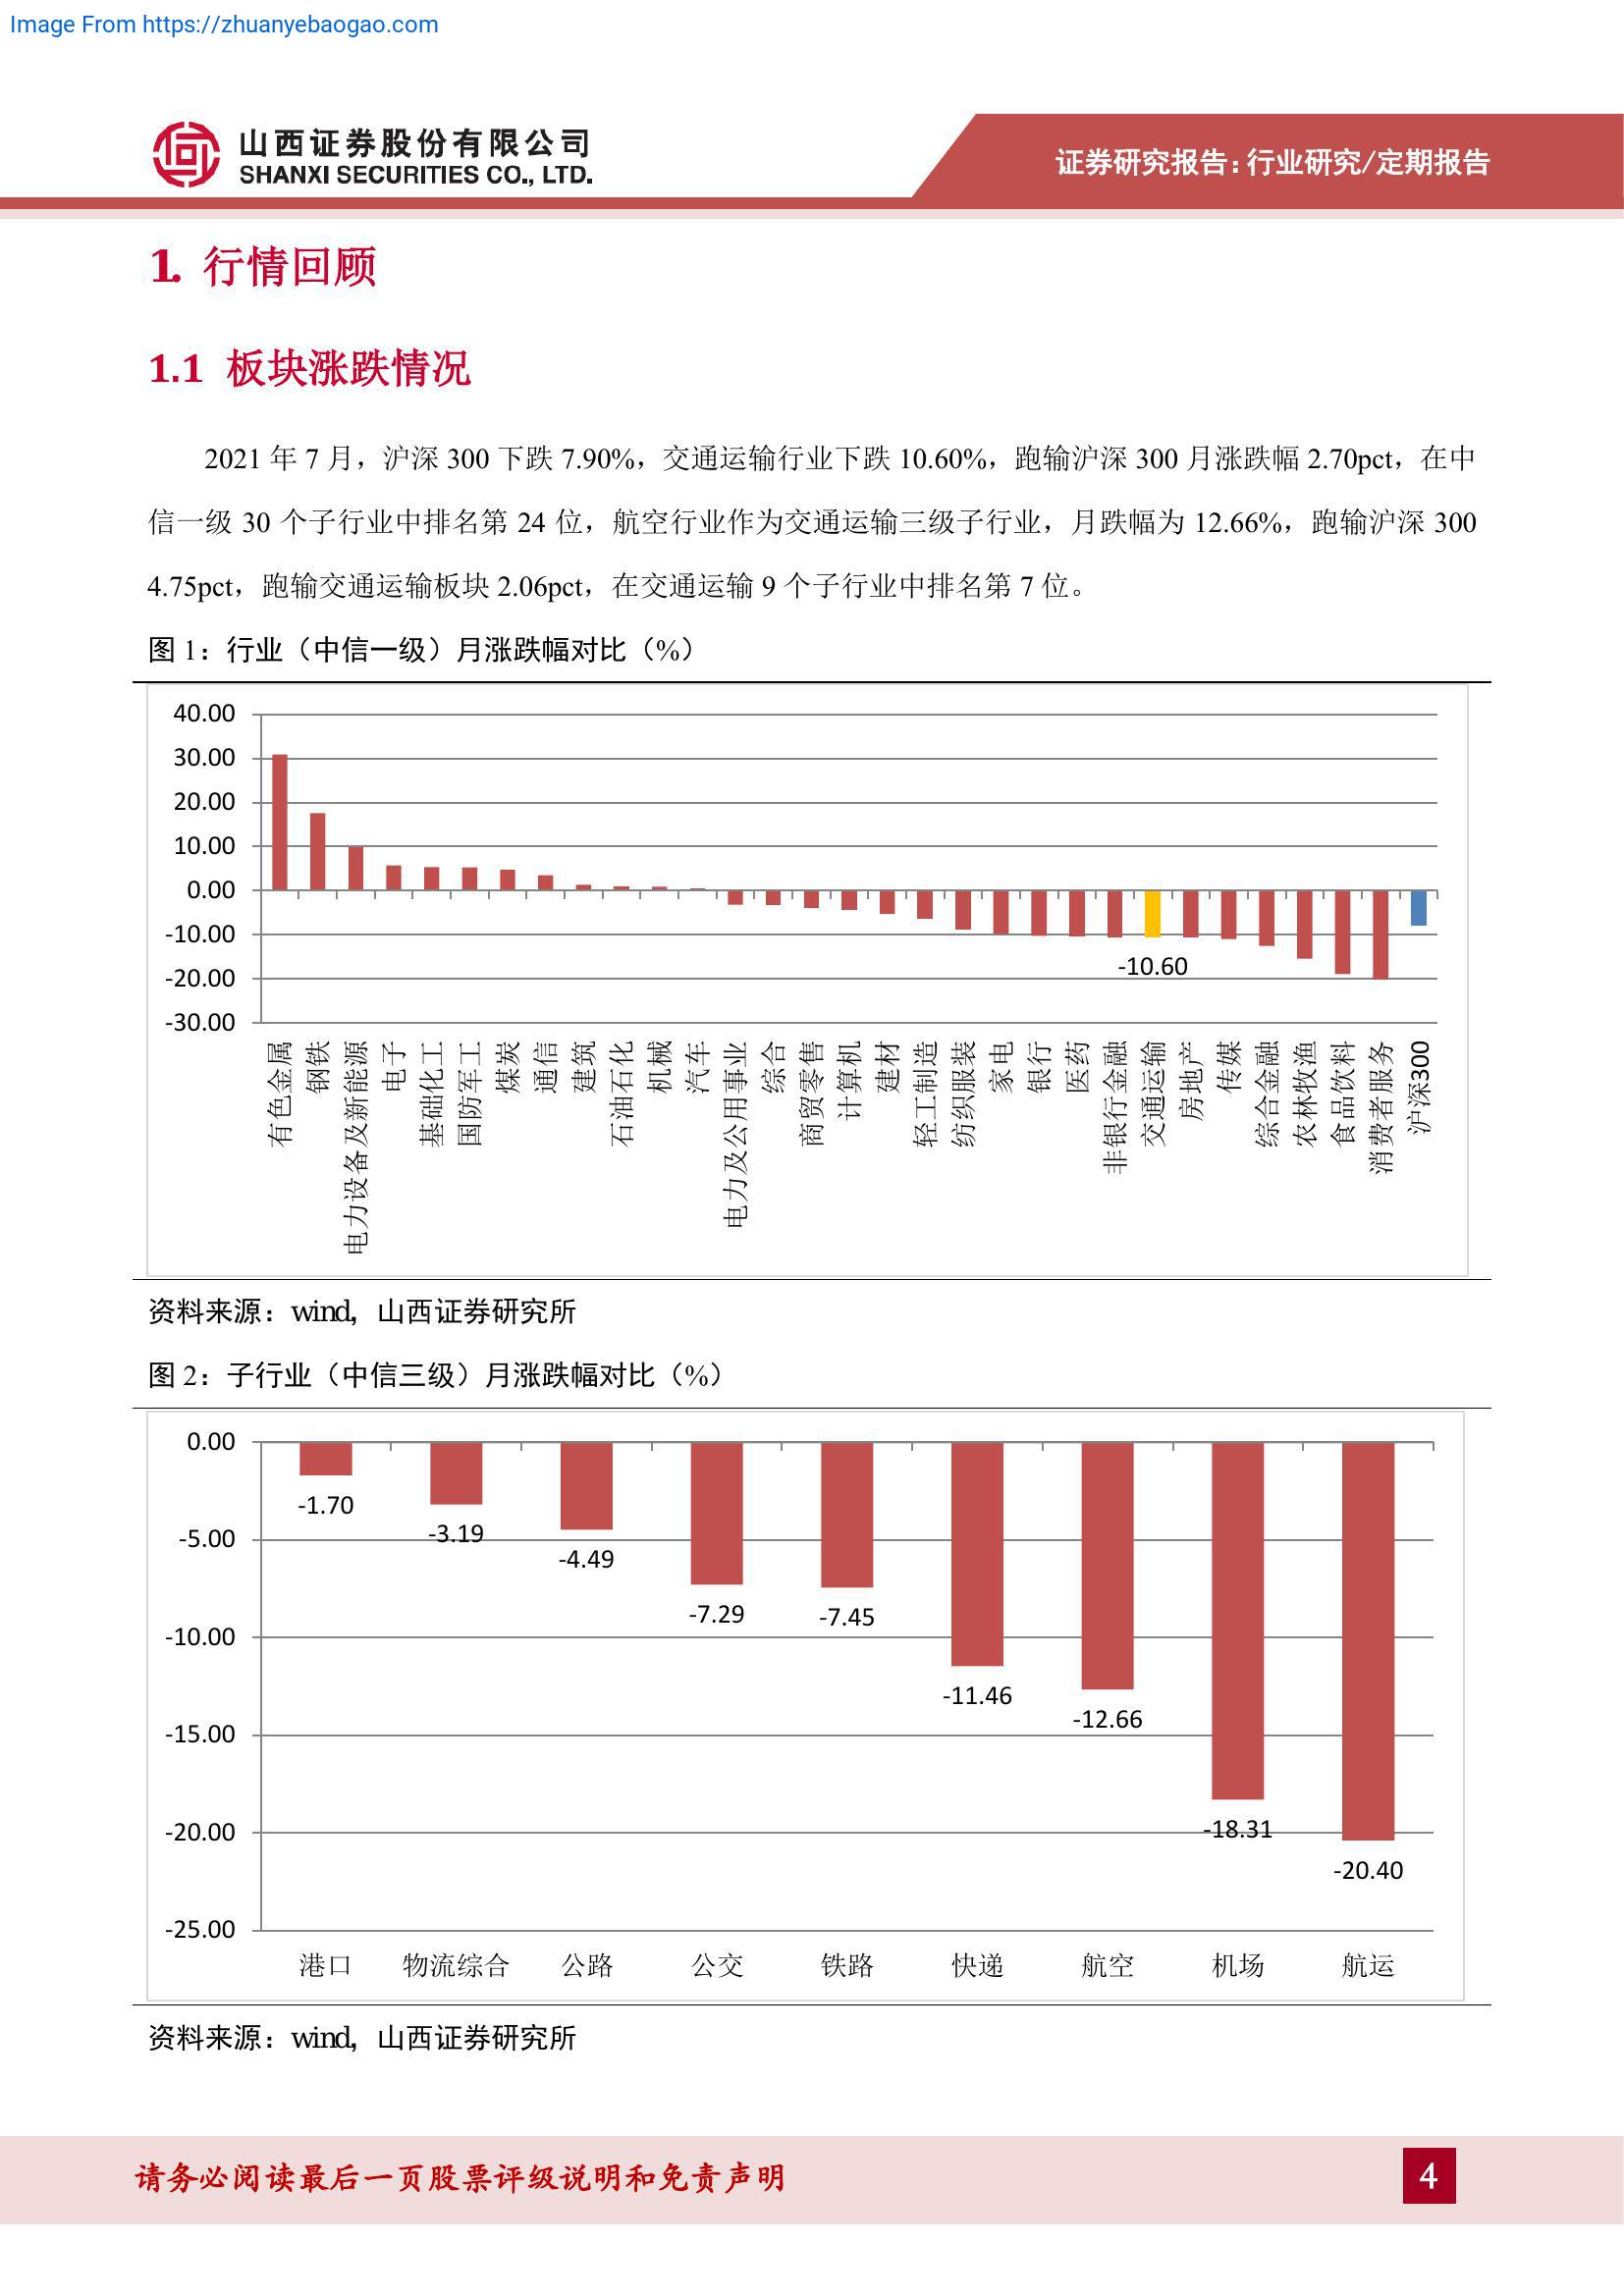 Image From https://zhuanyebaogao.com
山西证券股份有限公司
SHANXI SECURITIES CO., LTD.
证券研究报告：行业研究/定期报告
1. 行情回顾
1.1 板块涨跌情况
2021 年 7 月，沪深 300 下跌 7.90%，交通运输行业下跌 10.60%，跑输沪深 300 月涨跌幅 2.70pct，在中
信一级 30 个子行业中排名第 24 位，航空行业作为交通运输三级子行业，月跌幅为 12.66%，跑输沪深 300
4.75pct，跑输交通运输板块 2.06pct，在交通运输 9 个子行业中排名第 7 位。
图 1：行业（中信一级）月涨跌幅对比（%）
40.00
30.00
20.00
10.00
0.00
-10.00
-20.00
-30.00
-10.60
有色金属
钢铁
电力设备及新能源
电子
基础化工
国防军工
煤炭
通信
建筑
石油石化
机械
汽车
电力及公用事业
综合
商贸零售
计算机
建材
轻工制造
纺织服装
家电
银行
医药
非银行金融
交通运输
房地产
传媒
综合金融
农林牧渔
食品饮料
消费者服务
沪深300
资料来源：wind，山西证券研究所
图 2：子行业（中信三级）月涨跌幅对比（%）
0.00
-5.00
-10.00
-15.00
-20.00
-25.00
-1.70
-3.19
-4.49
-7.29
-7.45
-11.46
-12.66
-18.31
-20.40
港口
物流综合
公路
公交
铁路
快递
航空
机场
航运
资料来源：wind，山西证券研究所
请务必阅读最后一页股票评级说明和免责声明
4